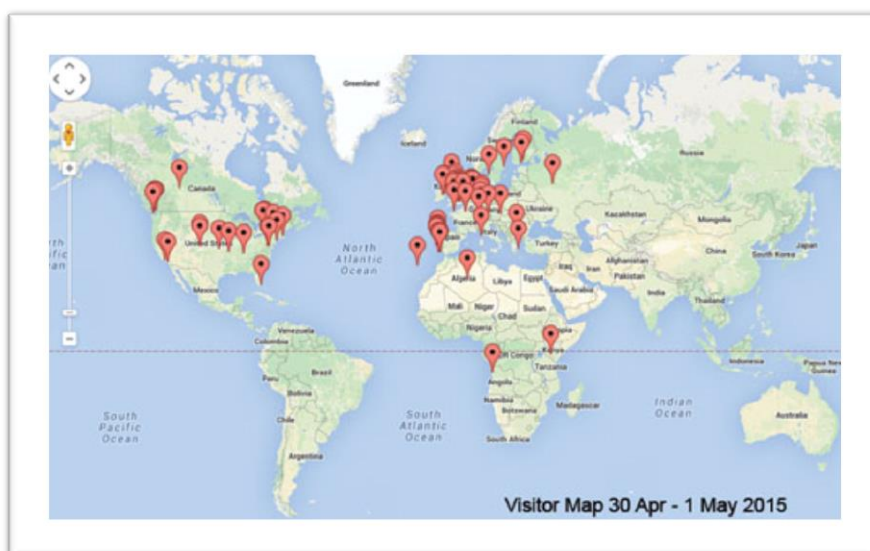 Greenland
Iceland
Finland
Russia
Canada
Ukraine
Kazakhstan
Mongolia
United States
France
Italy
Turkey
Japan
China
South Korea
Afghanistan
North
Atlantic
Ocean
Iraq
Iran
Pakistan
Algeria
Libya
Egypt
Saudi Arabia
Mexico
India
Mali
Niger
Sudan
Thailand
Chad
Nigeria
Venezuela
Colombia
Kenya
DR Congo
Tanzania
Indonesia
Papua New
Guinea
Peru
Brazil
Angola
Bolivia
Namibia
Botswana
Madagascar
Indian
Ocean
South
Pacific
Ocean
Chile
South
Atlantic
Ocean
Australia
South Africa
Argentina
Visitor Map 30 Apr - 1 May 2015